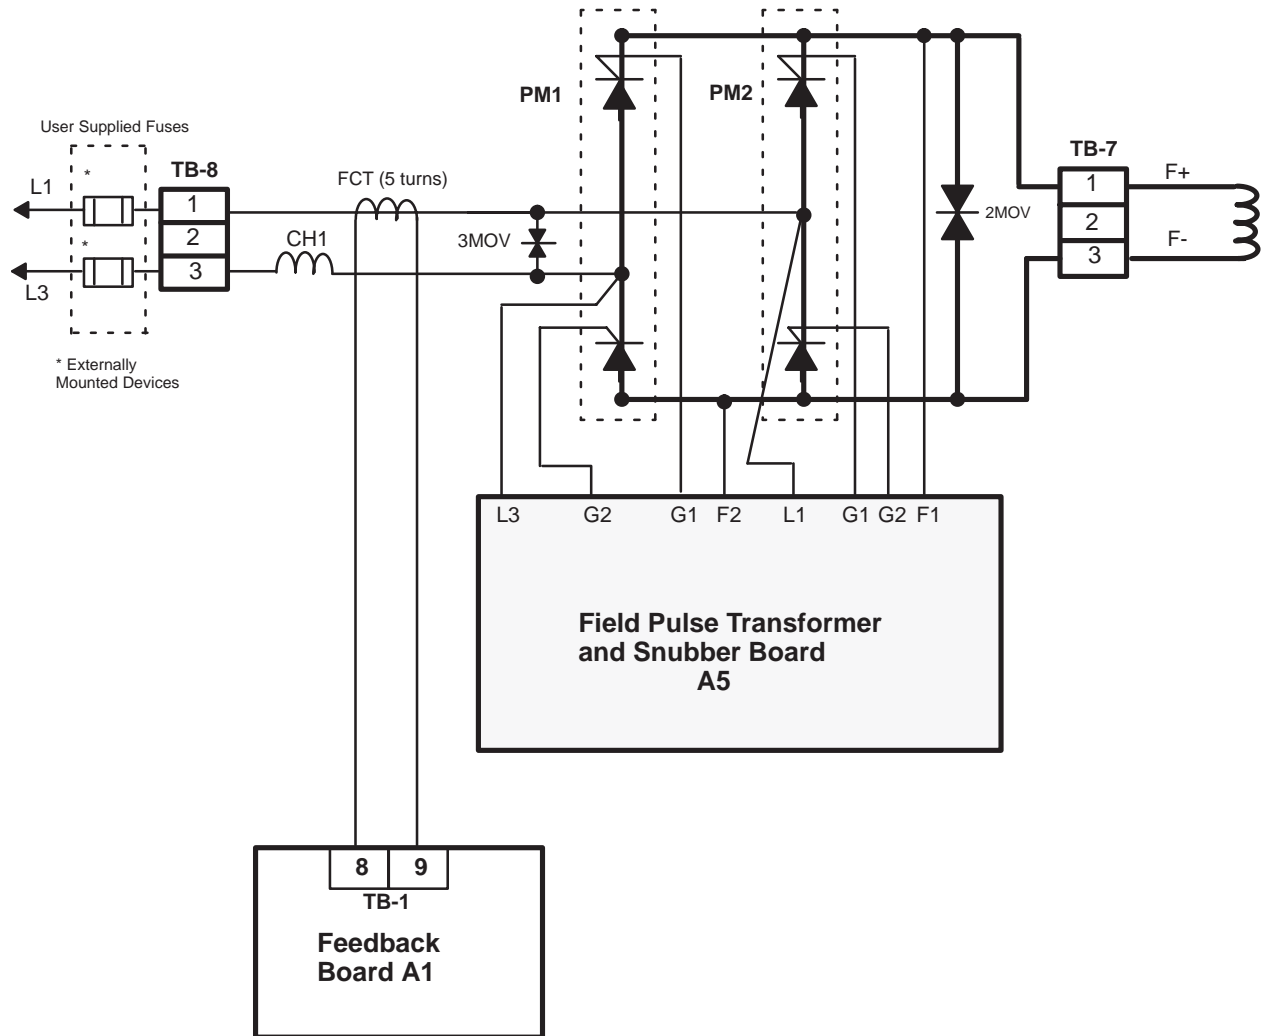 PM1
PM2
User Supplied Fuses
TB-8
TB-7
*
L1
FCT (5 turns)
1
1
F+
2
3MOV
2MOV
2
*
CH1
3
F-
3
L3
* Externally
Mounted Devices
L3 G2 G1 F2 L1 G1 G2 F1
Field Pulse Transformer
and Snubber Board
A5
8 9
TB-1
Feedback
Board A1